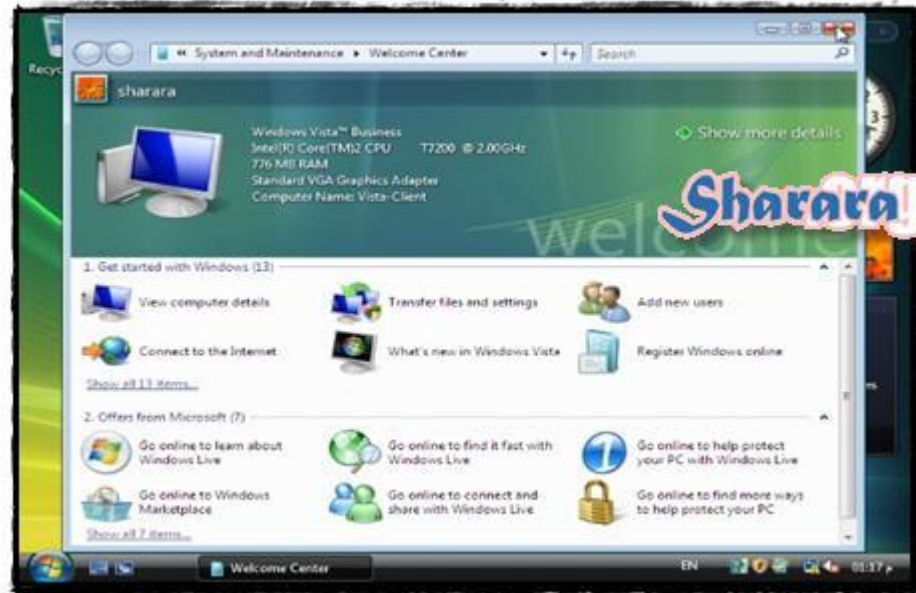 Recyc
System and Maintenance ▸ Welcome Center
Search
sharara
Windows Vista™ Business
Intel(R) Core(TM)2 CPU T7200 @ 2.00GHz
776 MB RAM
Standard VGA Graphics Adapter
Computer Name: Vista-Client
Show more details
Sharara
welcome
1. Get started with Windows (13)
View computer details
Transfer files and settings
Add new users
Connect to the Internet
What's new in Windows Vista
Register Windows online
Show all 13 items...
2. Offers from Microsoft (7)
Go online to learn about
Windows Live
Go online to find it fast with
Windows Live
Go online to help protect
your PC with Windows Live
Go online to Windows
Marketplace
Go online to connect and
share with Windows Live
Go online to find more ways
to help protect your PC
Show all 7 items...
Welcome Center
EN
01:17 م